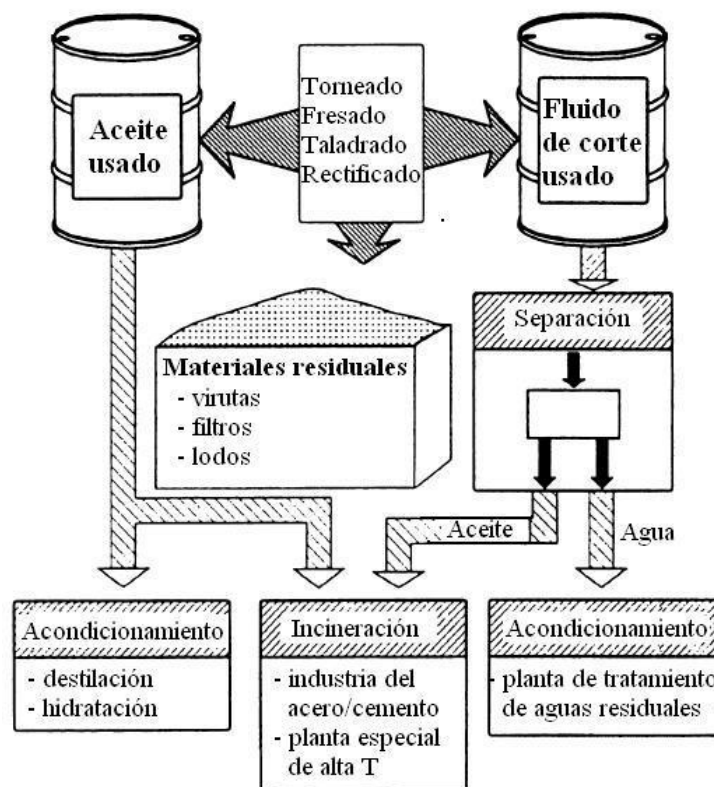 Aceite
usado
Torneado
Fresado
Taladrado
Rectificado
Fluido
de corte
usado
Materiales residuales
- virutas
- filtros
- lodos
Separación
Aceite
Agua
Acondicionamiento
- destilación
- hidratación
Incineración
- industria del
acero/cemento
- planta especial
de alta T
Acondicionamiento
- planta de tratamiento
de aguas residuales